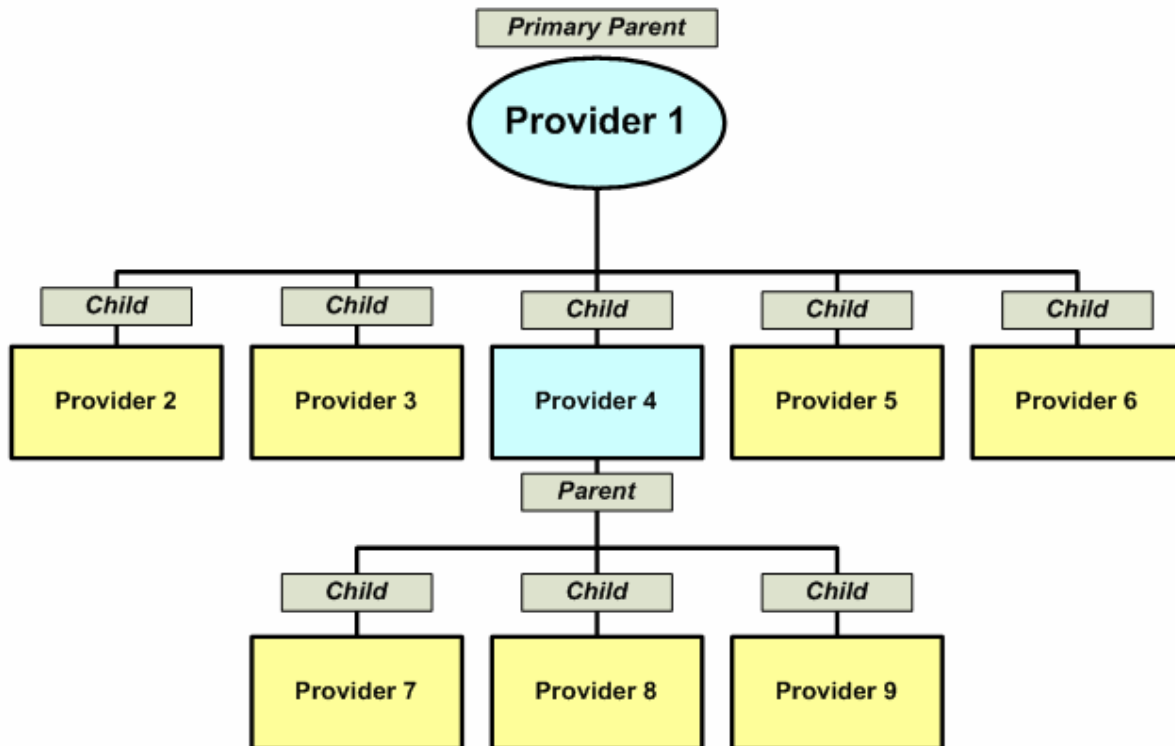 Primary Parent
Provider 1
Child Child Child Child Child
Provider 2 Provider 3 Provider 4 Provider 5 Provider 6
Parent
Child Child Child
Provider 7 Provider 8 Provider 9